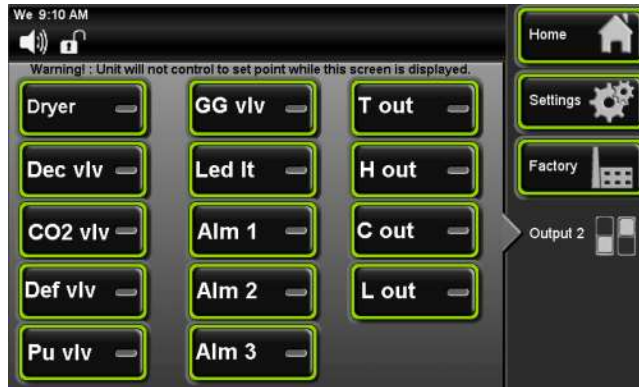 We 9:10 AM
Warning! : Unit will not control to set point while this screen is displayed.
Dryer
GG vlv
T out
Dec vlv
Led lt
H out
CO2 vlv
Alm 1
C out
Def vlv
Alm 2
L out
Pu vlv
Alm 3
Home
Settings
Factory
Output 2